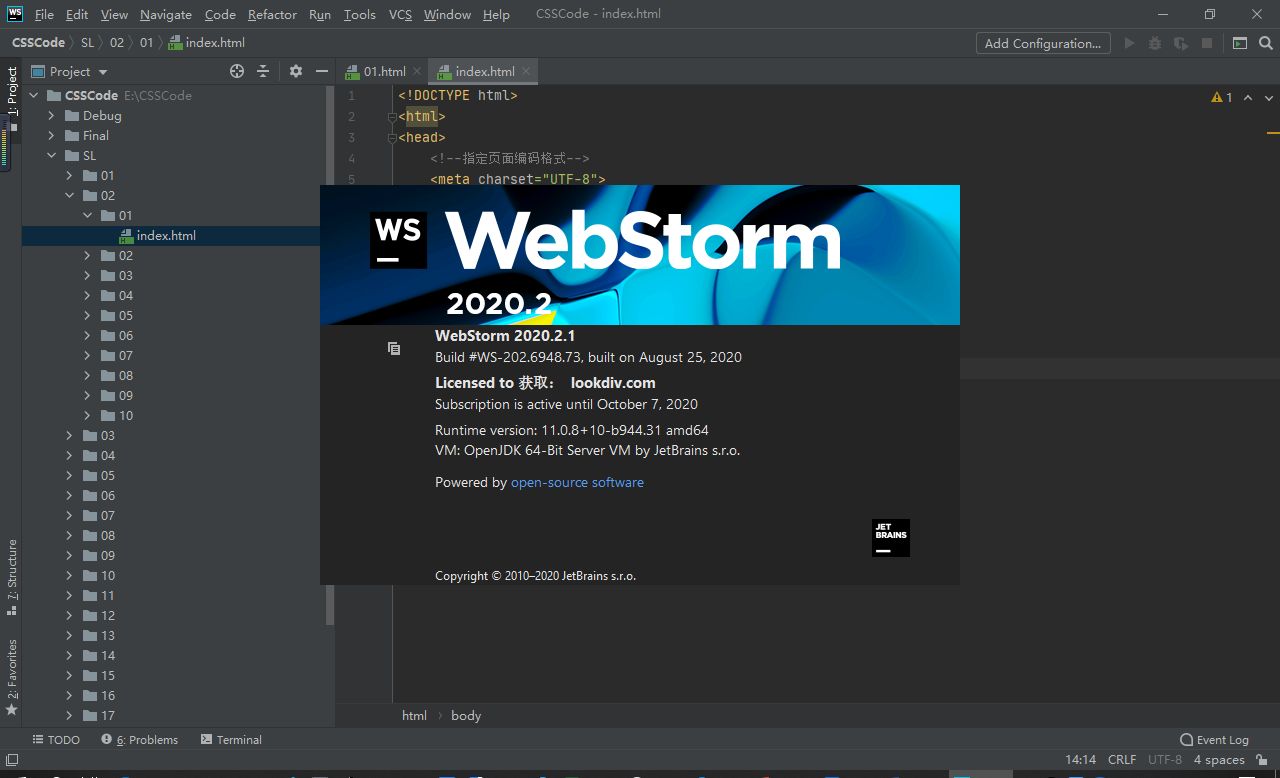 WS File Edit View Navigate Code Refactor Run Tools VCS Window Help CSSCode - index.html
CSSCode SL 02 01 index.html Add Configuration...
1: Project
Project
01.html index.html
CSSCode E:\CSSCode
Debug
Final
SL
01
02
01
index.html
02
03
04
05
06
07
08
09
10
03
04
05
06
07
08
09
10
11
12
13
14
15
16
17
1 <!DOCTYPE html>
2 <html>
3 <head>
4 <!--指定页面编码格式-->
5 <meta charset="UTF-8">
1
WS
WebStorm
2020.2
WebStorm 2020.2.1
Build #WS-202.6948.73, built on August 25, 2020
Licensed to 获取： lookdiv.com
Subscription is active until October 7, 2020
Runtime version: 11.0.8+10-b944.31 amd64
VM: OpenJDK 64-Bit Server VM by JetBrains s.r.o.
Powered by open-source software
JET
BRAINS
Copyright © 2010–2020 JetBrains s.r.o.
7: Structure
2: Favorites
html body
TODO 6: Problems Terminal Event Log
14:14 CRLF UTF-8 4 spaces